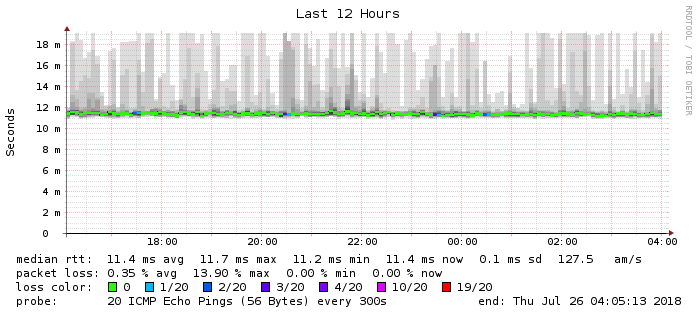 Last 12 Hours
RRDTOOL / TOBI OETIKER
Seconds
18 m
16 m
14 m
12 m
10 m
8 m
6 m
4 m
2 m
0
18:00 20:00 22:00 00:00 02:00 04:00
median rtt: 11.4 ms avg 11.7 ms max 11.2 ms min 11.4 ms now 0.1 ms sd 127.5 am/s
packet loss: 0.35 % avg 13.90 % max 0.00 % min 0.00 % now
loss color: 0 1/20 2/20 3/20 4/20 10/20 19/20
probe: 20 ICMP Echo Pings (56 Bytes) every 300s end: Thu Jul 26 04:05:13 2018